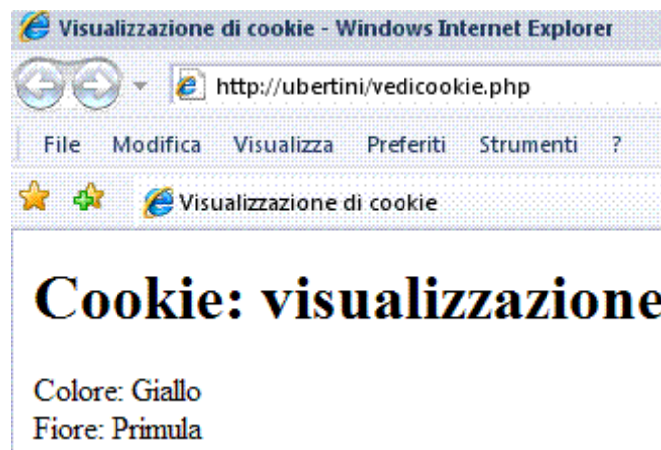 Visualizzazione di cookie - Windows Internet Explorer
http://ubertini/vedicookie.php
File Modifica Visualizza Preferiti Strumenti ?
Visualizzazione di cookie
Cookie: visualizzazione
Colore: Giallo
Fiore: Primula